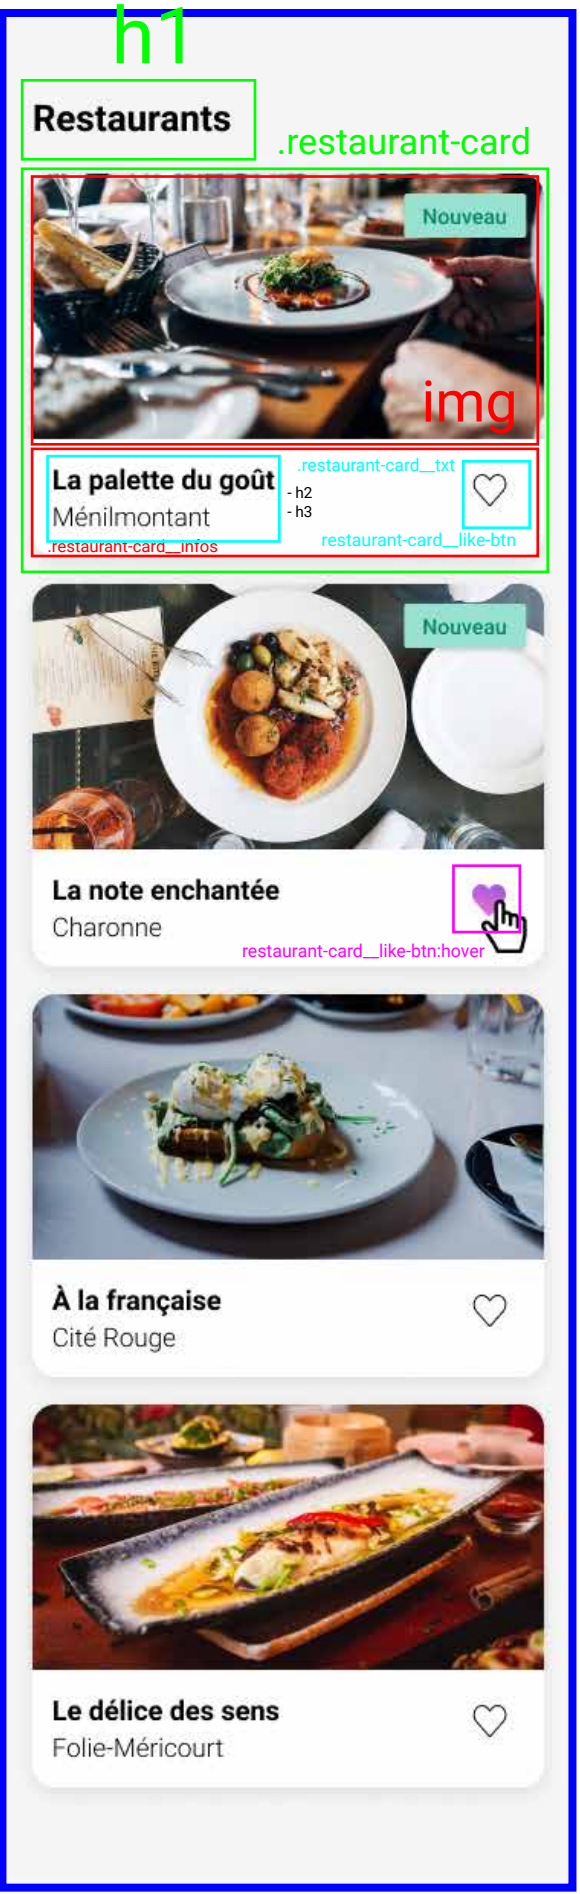 h1
Restaurants
.restaurant-card
Nouveau
img
La palette du goût
.restaurant-card__txt
- h2
- h3
Ménilmontant
.restaurant-card__infos
restaurant-card__like-btn
Nouveau
La note enchantée
Charonne
restaurant-card__like-btn:hover
À la française
Cité Rouge
Le délice des sens
Folie-Méricourt